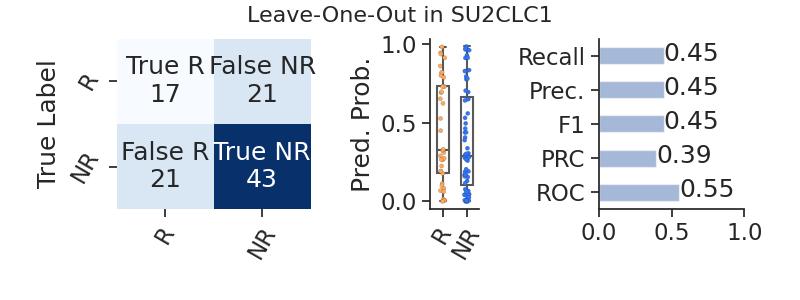 Leave-One-Out in SU2CLC1
True Label
R
NR
True R
17
False NR
21
False R
21
True NR
43
R
NR
Pred. Prob.
1.0
0.5
0.0
R
NR
Recall
0.45
Prec.
0.45
F1
0.45
PRC
0.39
ROC
0.55
0.0
0.5
1.0